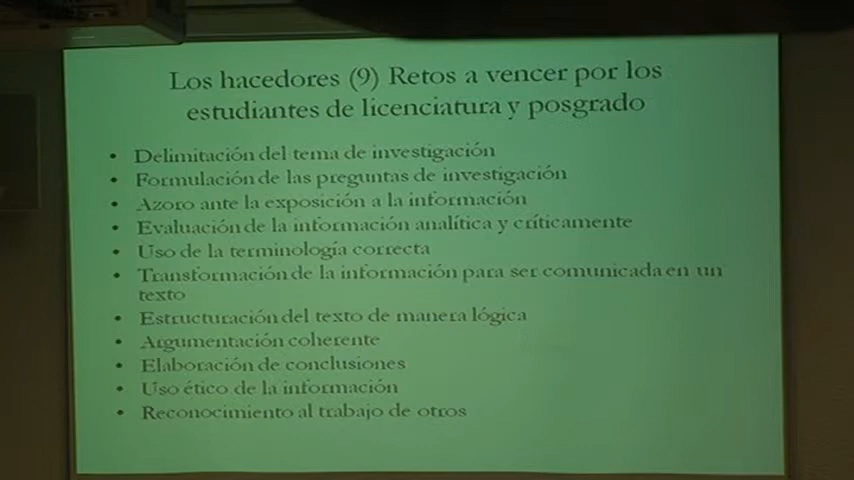 Los hacedores (9) Retos a vencer por los
estudiantes de licenciatura y posgrado
• Delimitación del tema de investigación
• Formulación de las preguntas de investigación
• Azoro ante la exposición a la información
• Evaluación de la información analítica y críticamente
• Uso de la terminología correcta
• Transformación de la información para ser comunicada en un
texto
• Estructuración del texto de manera lógica
• Argumentación coherente
• Elaboración de conclusiones
• Uso ético de la información
• Reconocimiento al trabajo de otros